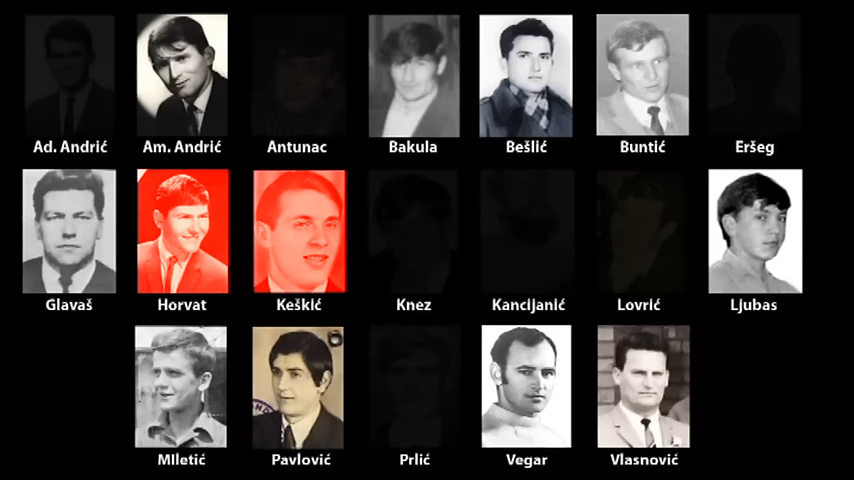 Ad. Andrić Am. Andrić Antunac Bakula Bešlić Buntić Eršeg
Glavaš Horvat Keškić Knez Kancijanić Lovrić Ljubas
MIletić Pavlović Prlić Vegar Vlasnović